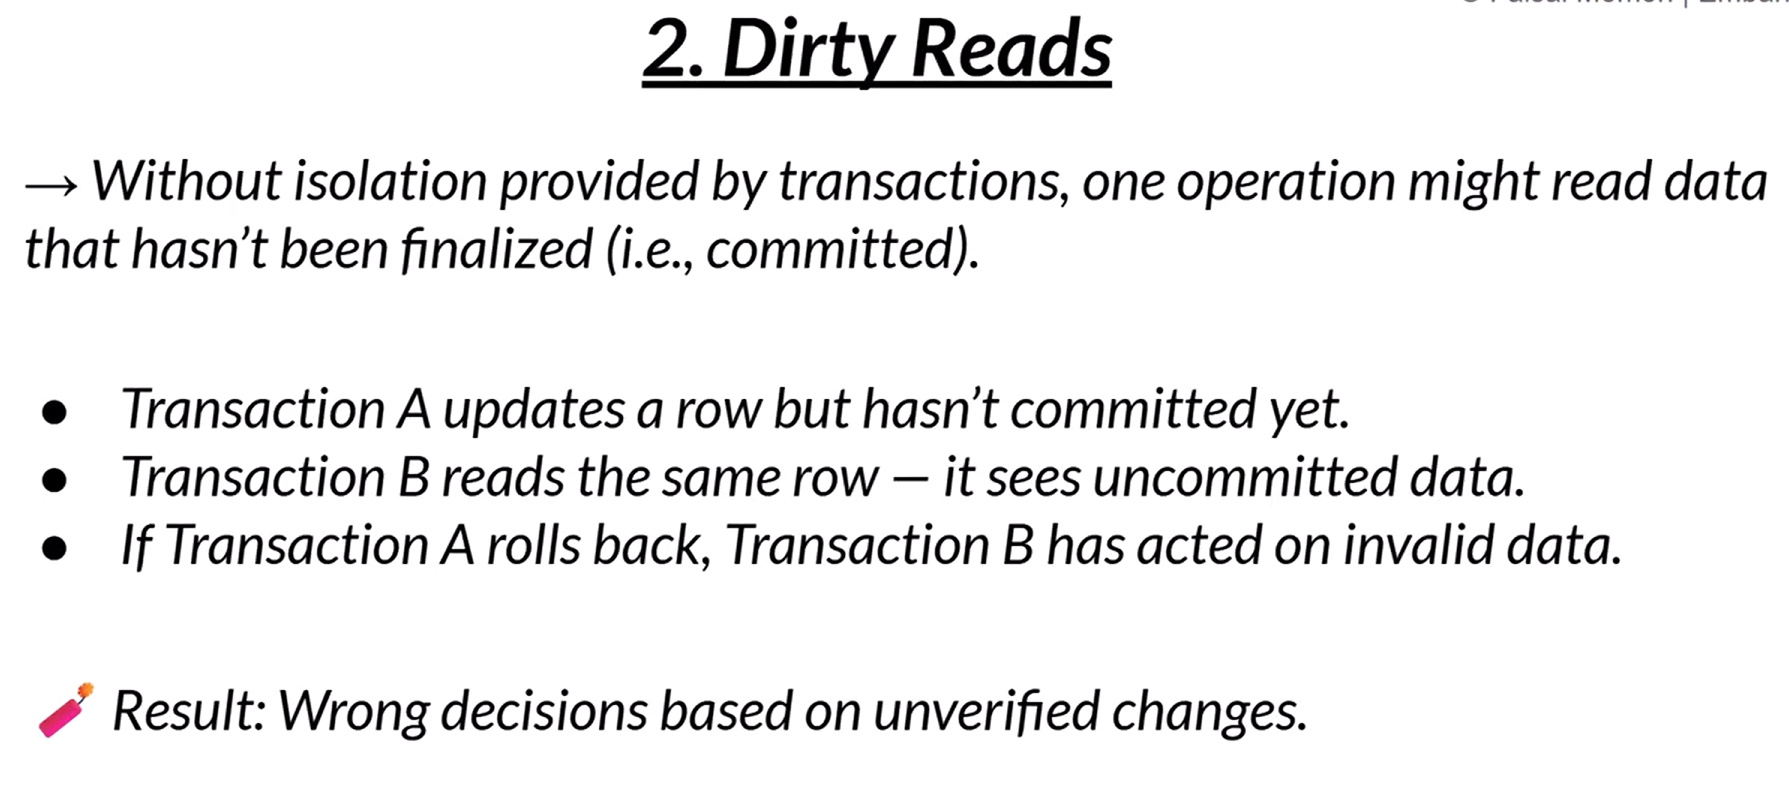 2. Dirty Reads
→ Without isolation provided by transactions, one operation might read data
that hasn’t been finalized (i.e., committed).
● Transaction A updates a row but hasn’t committed yet.
● Transaction B reads the same row — it sees uncommitted data.
● If Transaction A rolls back, Transaction B has acted on invalid data.
🧨 Result: Wrong decisions based on unverified changes.